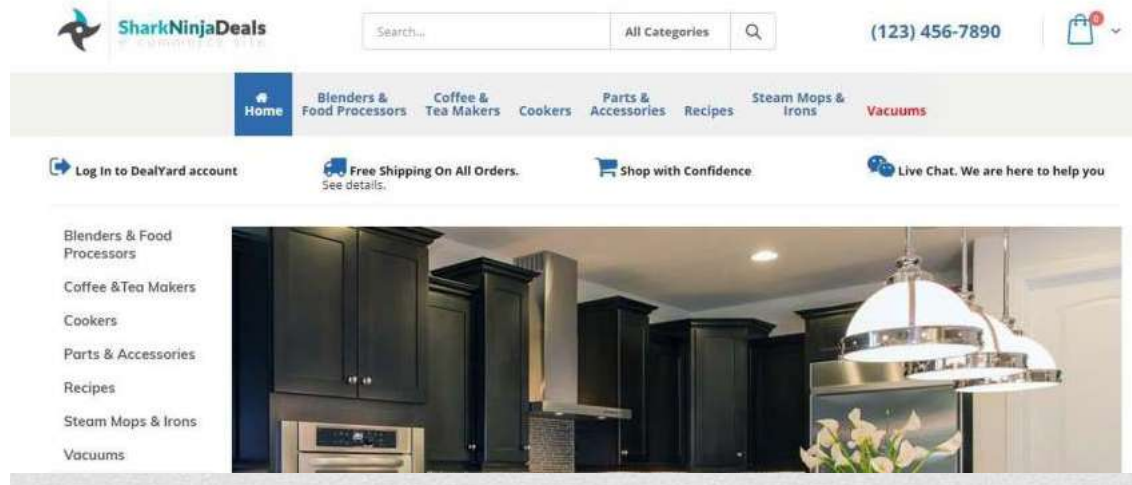 SharkNinjaDeals
e-commerce site
Search...
All Categories
(123) 456-7890
0
Home
Blenders &
Food Processors
Coffee &
Tea Makers
Cookers
Parts &
Accessories
Recipes
Steam Mops &
Irons
Vacuums
Log In to DealYard account
Free Shipping On All Orders.
See details.
Shop with Confidence
Live Chat. We are here to help you
Blenders & Food
Processors
Coffee &Tea Makers
Cookers
Parts & Accessories
Recipes
Steam Mops & Irons
Vacuums